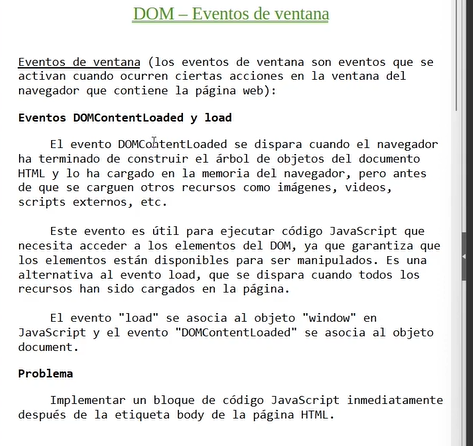 DOM – Eventos de ventana
Eventos de ventana (los eventos de ventana son eventos que se
activan cuando ocurren ciertas acciones en la ventana del
navegador que contiene la página web):
Eventos DOMContentLoaded y load
El evento DOMContentLoaded se dispara cuando el navegador
ha terminado de construir el árbol de objetos del documento
HTML y lo ha cargado en la memoria del navegador, pero antes
de que se carguen otros recursos como imágenes, videos,
scripts externos, etc.
Este evento es útil para ejecutar código JavaScript que
necesita acceder a los elementos del DOM, ya que garantiza que
los elementos están disponibles para ser manipulados. Es una
alternativa al evento load, que se dispara cuando todos los
recursos han sido cargados en la página.
El evento "load" se asocia al objeto "window" en
JavaScript y el evento "DOMContentLoaded" se asocia al objeto
document.
Problema
Implementar un bloque de código JavaScript inmediatamente
después de la etiqueta body de la página HTML.